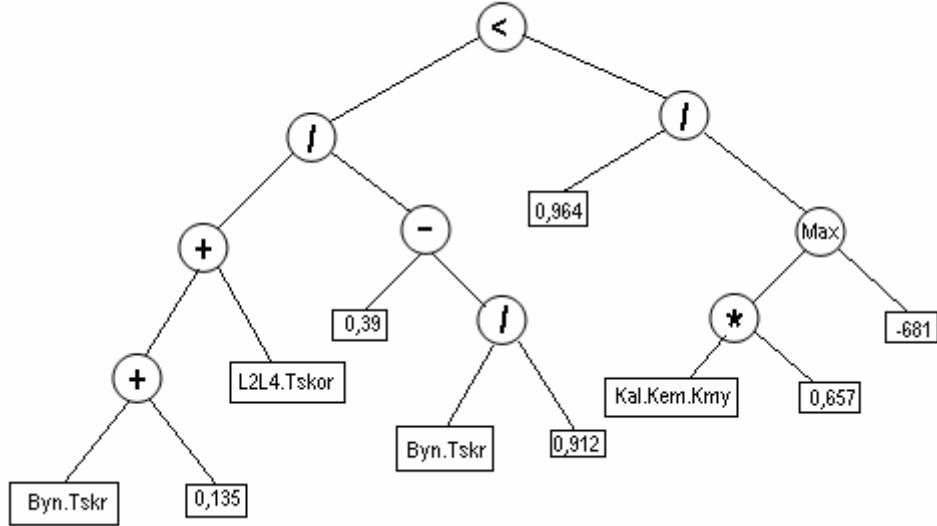 <
/
/
0,964
+
-
Max
0,39
/
*
-681
+
L2L4.Tskor
Kal.Kem.Kmy
0,657
Byn.Tskr
0,912
Byn.Tskr
0,135